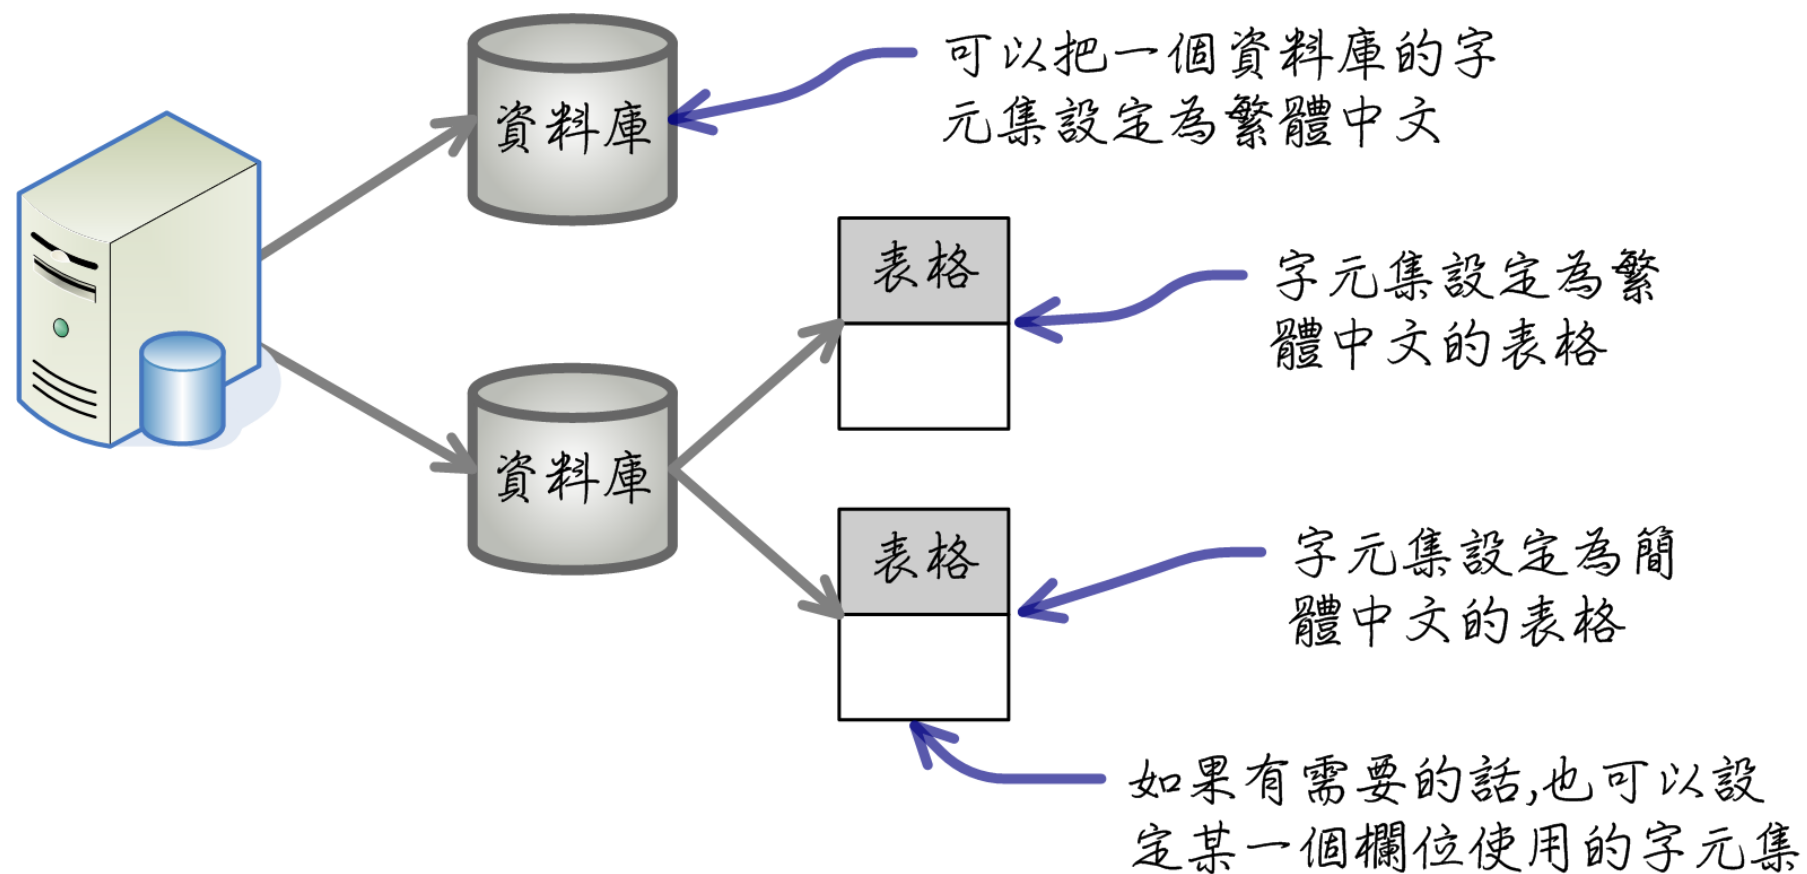 資料庫
可以把一個資料庫的字
元集設定為繁體中文
表格
字元集設定為繁
體中文的表格
資料庫
表格
字元集設定為簡
體中文的表格
如果有需要的話,也可以設
定某一個欄位使用的字元集